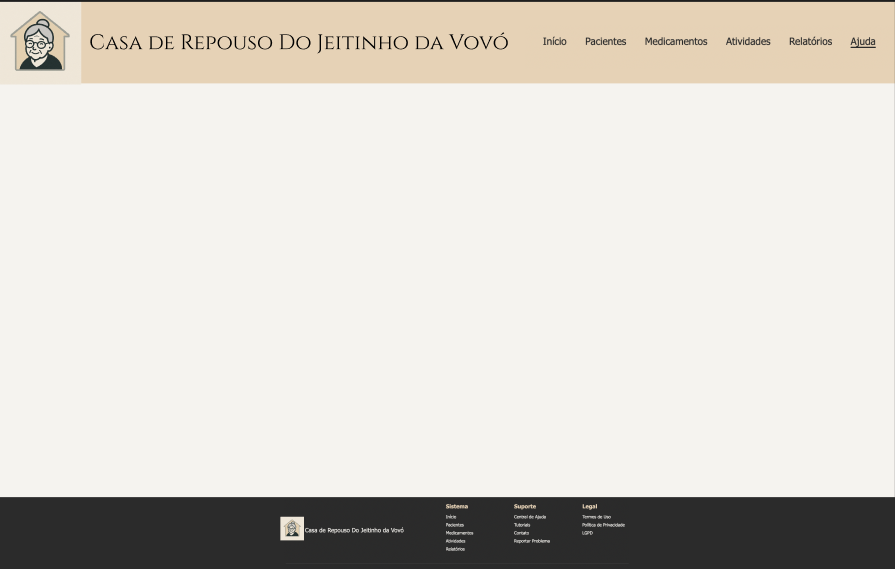 Casa de Repouso Do Jeitinho da Vovó
Início Pacientes Medicamentos Atividades Relatórios Ajuda
Casa de Repouso Do Jeitinho da Vovó
Sistema
Início
Pacientes
Medicamentos
Atividades
Relatórios
Suporte
Central de Ajuda
Tutoriais
Contato
Reportar Problema
Legal
Termos de Uso
Política de Privacidade
LGPD